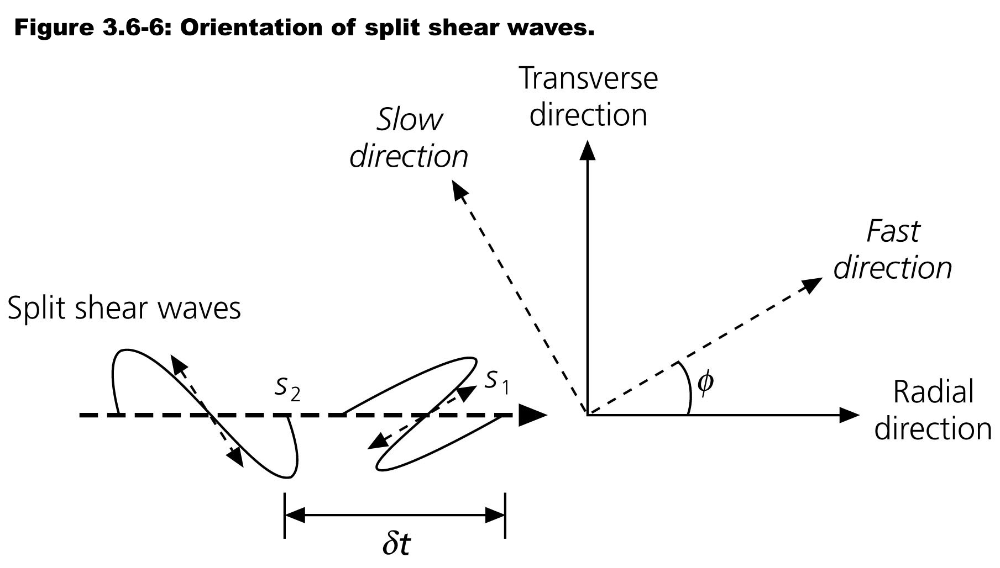 Figure 3.6-6: Orientation of split shear waves.
Transverse
direction
Slow
direction
Fast
direction
Split shear waves
S2
S1
ϕ
Radial
direction
δt